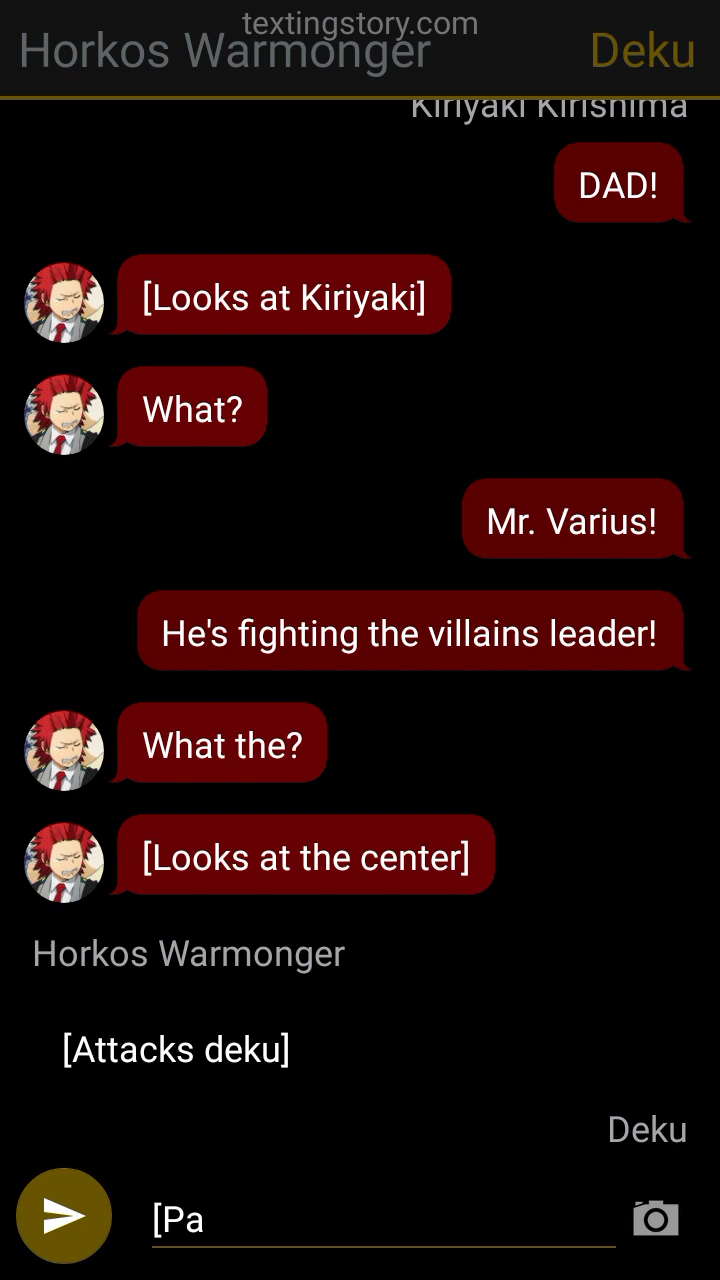 textingstory.com
Horkos Warmonger
Deku
Kiriyaki Kirishima
DAD!
[Looks at Kiriyaki]
What?
Mr. Varius!
He's fighting the villains leader!
What the?
[Looks at the center]
Horkos Warmonger
[Attacks deku]
Deku
[Pa